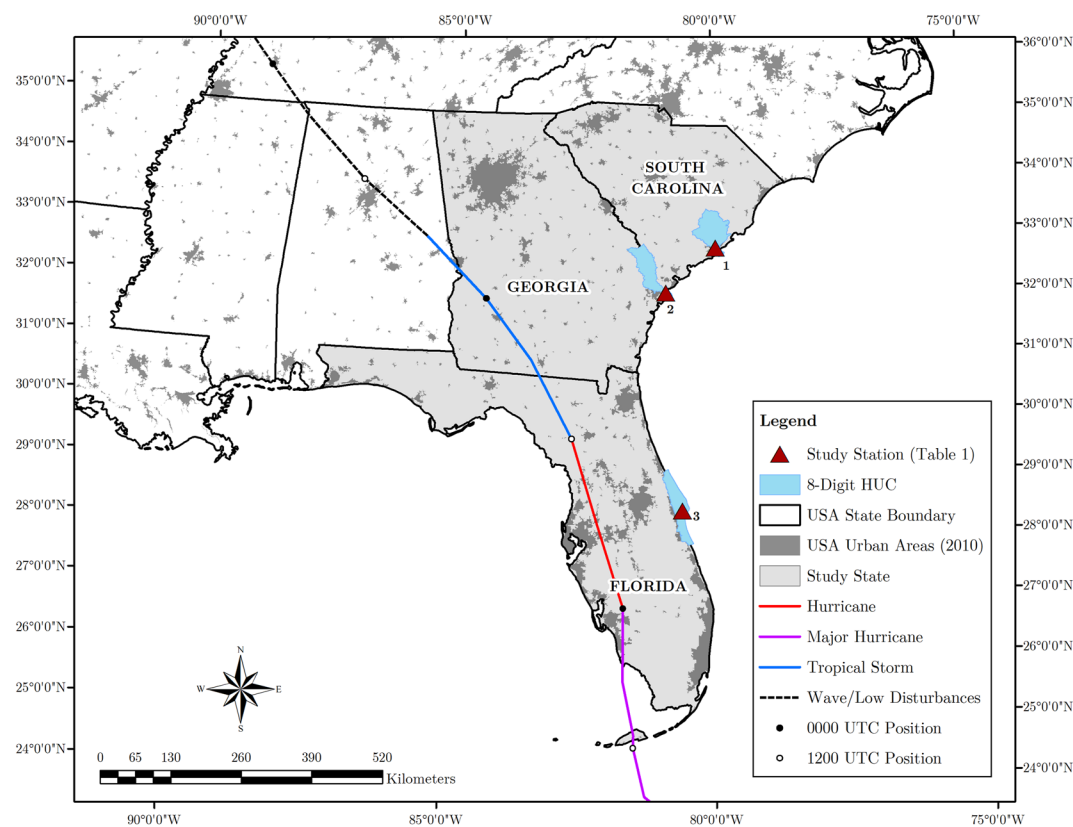 90°0'0"W 85°0'0"W 80°0'0"W 75°0'0"W
36°0'0"N
35°0'0"N
35°0'0"N
34°0'0"N
34°0'0"N
33°0'0"N
33°0'0"N
32°0'0"N
32°0'0"N
31°0'0"N
31°0'0"N
30°0'0"N
30°0'0"N
29°0'0"N
29°0'0"N
28°0'0"N
28°0'0"N
27°0'0"N
27°0'0"N
26°0'0"N
26°0'0"N
25°0'0"N
25°0'0"N
24°0'0"N
24°0'0"N
SOUTH
CAROLINA
1
GEORGIA
2
3
FLORIDA
Legend
Study Station (Table 1)
8-Digit HUC
USA State Boundary
USA Urban Areas (2010)
Study State
Hurricane
Major Hurricane
Tropical Storm
Wave/Low Disturbances
0000 UTC Position
1200 UTC Position
N
W E
S
0 65 130 260 390 520
Kilometers
90°0'0"W 85°0'0"W 80°0'0"W 75°0'0"W